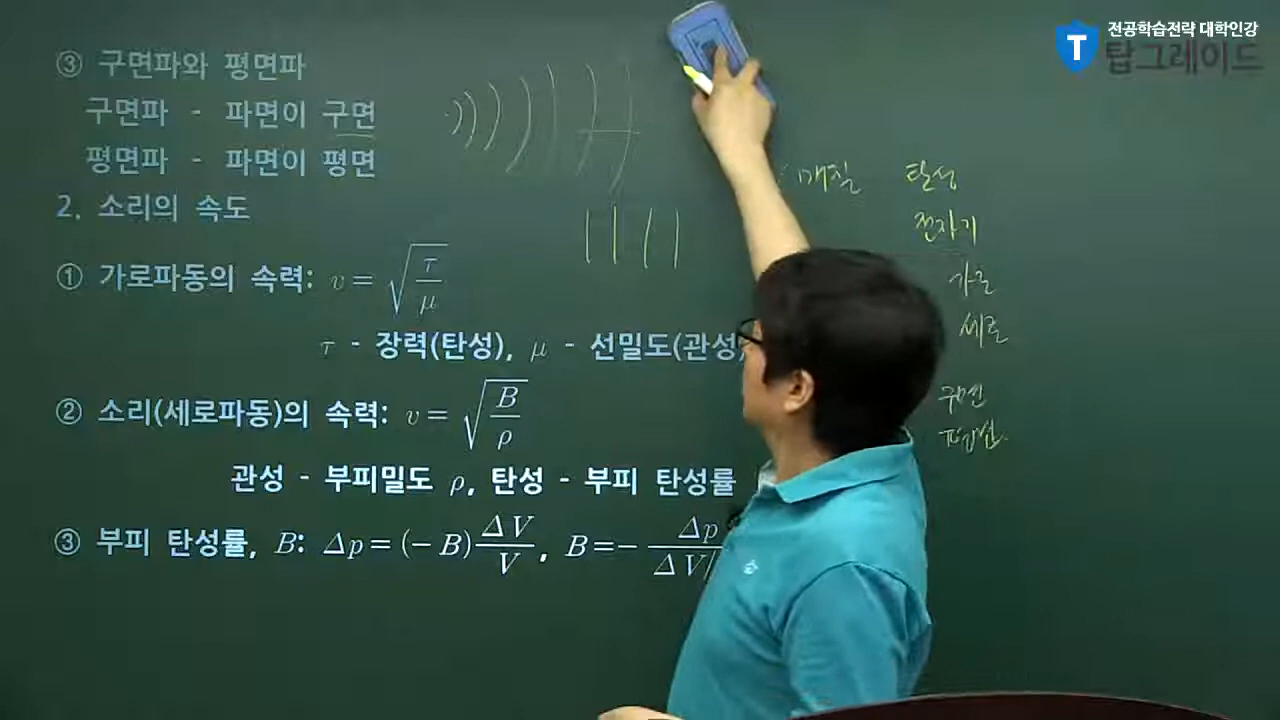 전공학습전략 대학인강
탑그레이드
③ 구면파와 평면파
구면파 - 파면이 구면
평면파 - 파면이 평면
2. 소리의 속도
① 가로파동의 속력: v = √(τ/μ)
τ - 장력(탄성), μ - 선밀도(관성)
② 소리(세로파동)의 속력: v = √(B/ρ)
관성 - 부피밀도 ρ, 탄성 - 부피 탄성률
③ 부피 탄성률, B: Δp = (-B) ΔV/V, B = - Δp/ΔV/
매질 탄성
전자기
가로
세로
구면